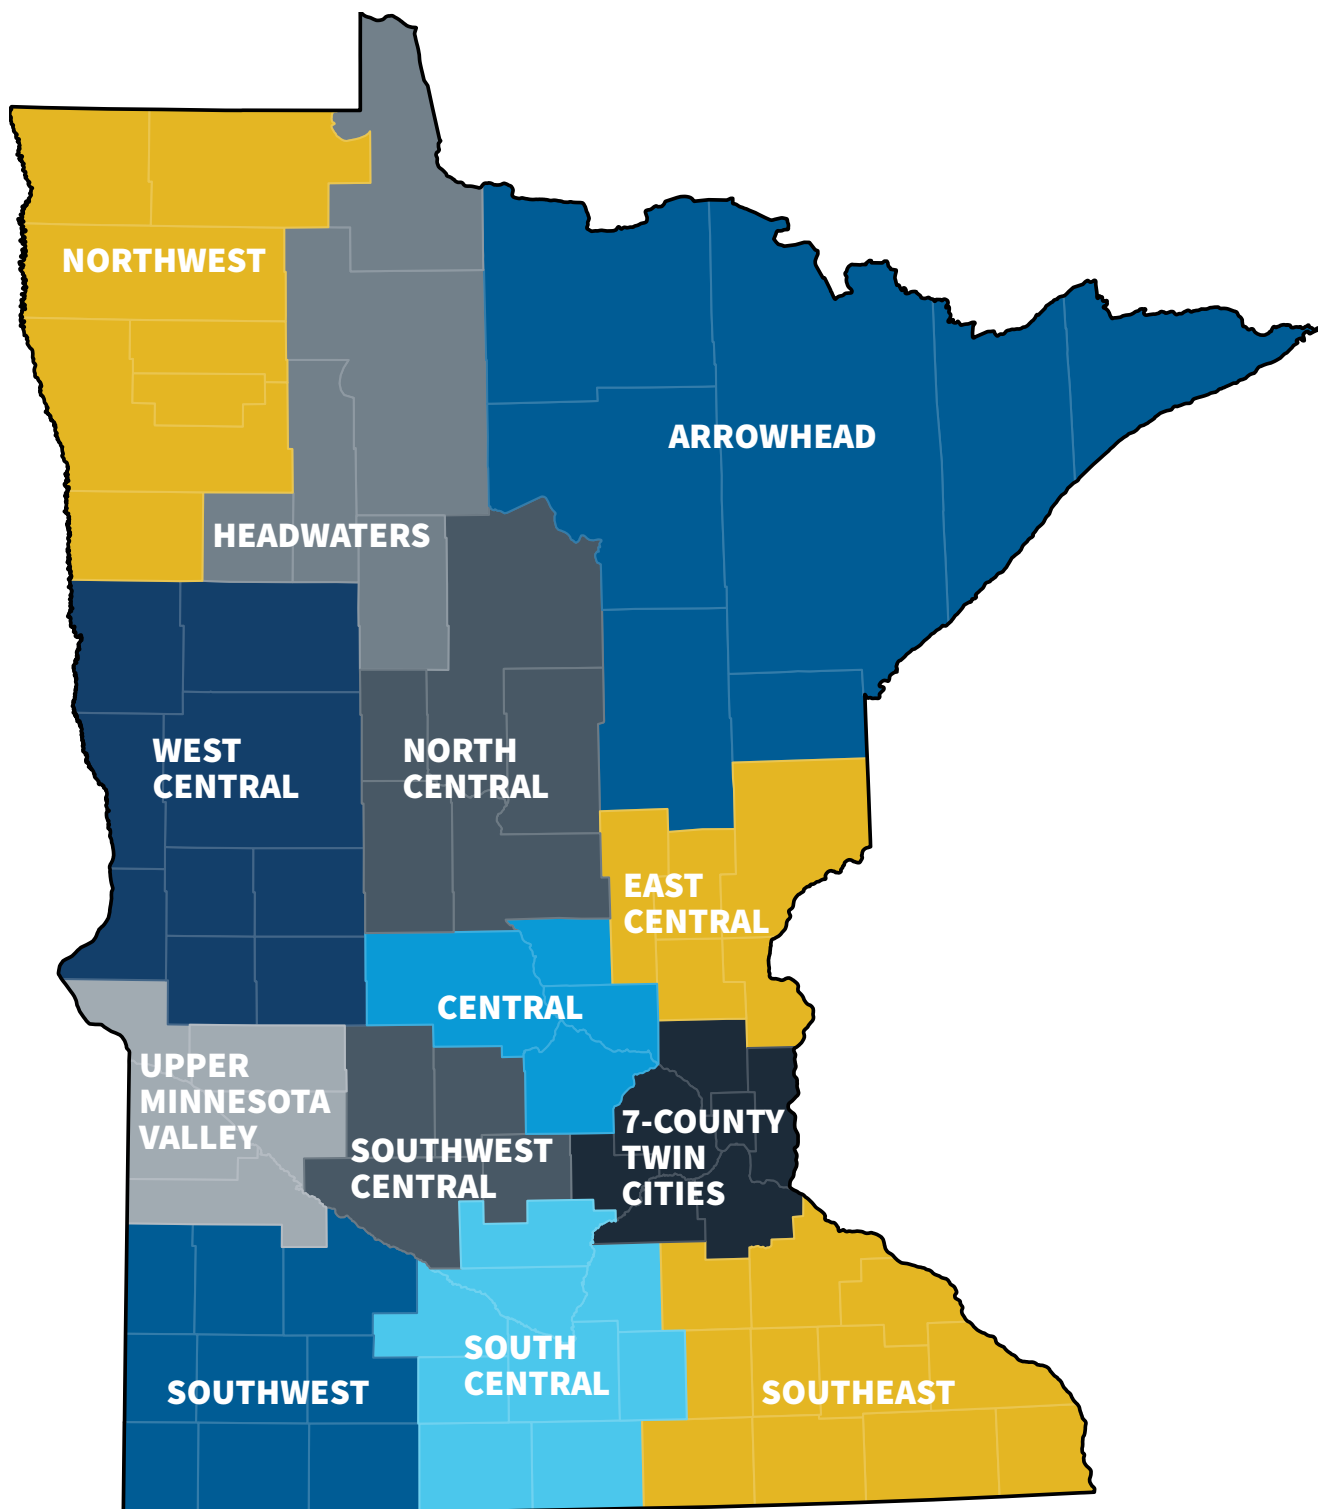 NORTHWEST
ARROWHEAD
HEADWATERS
WEST
CENTRAL
NORTH
CENTRAL
EAST
CENTRAL
CENTRAL
UPPER
MINNESOTA
VALLEY
SOUTHWEST
CENTRAL
7-COUNTY
TWIN
CITIES
SOUTHWEST
SOUTH
CENTRAL
SOUTHEAST